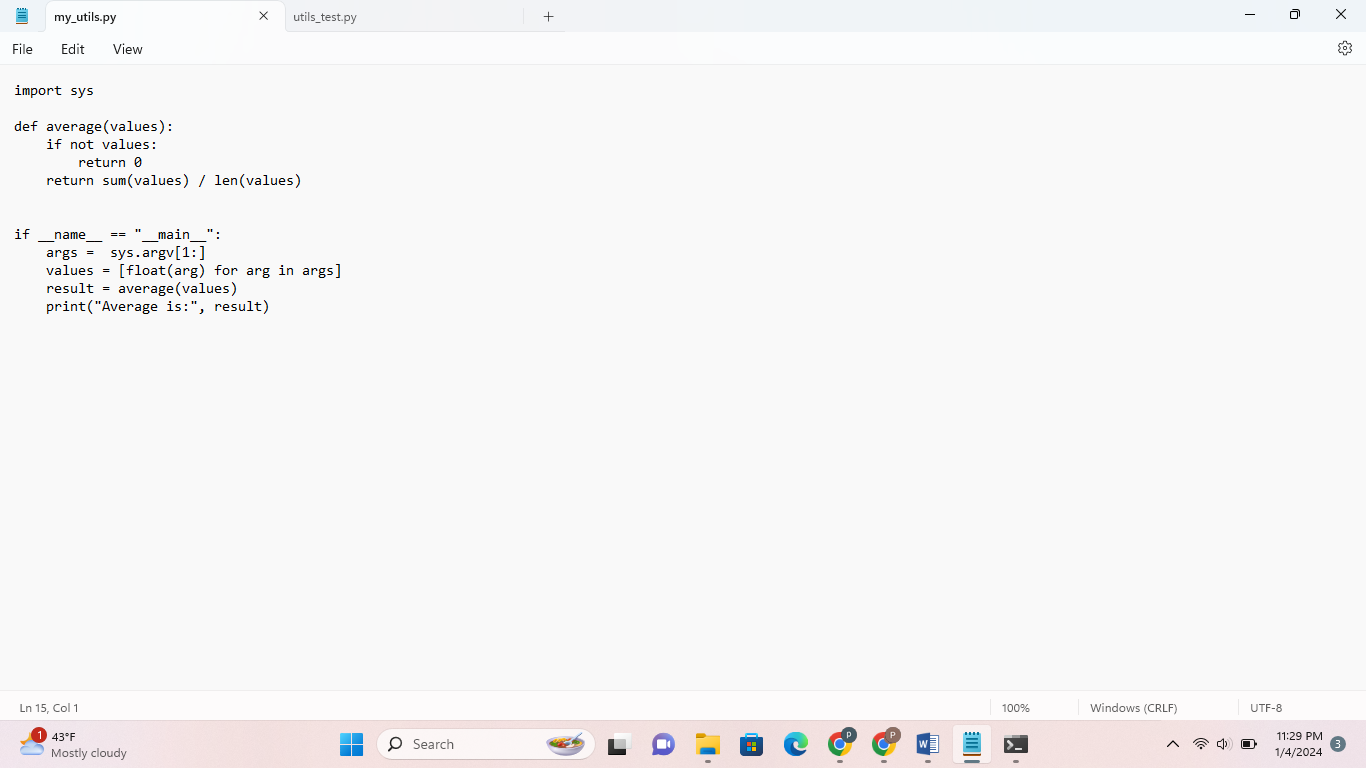 my_utils.py
utils_test.py
File Edit View
import sys
def average(values):
    if not values:
        return 0
    return sum(values) / len(values)
if __name__ == "__main__":
    args =  sys.argv[1:]
    values = [float(arg) for arg in args]
    result = average(values)
    print("Average is:", result)
Ln 15, Col 1
100%
Windows (CRLF)
UTF-8
1
43°F
Mostly cloudy
Search
P
P
W
11:29 PM
1/4/2024
3